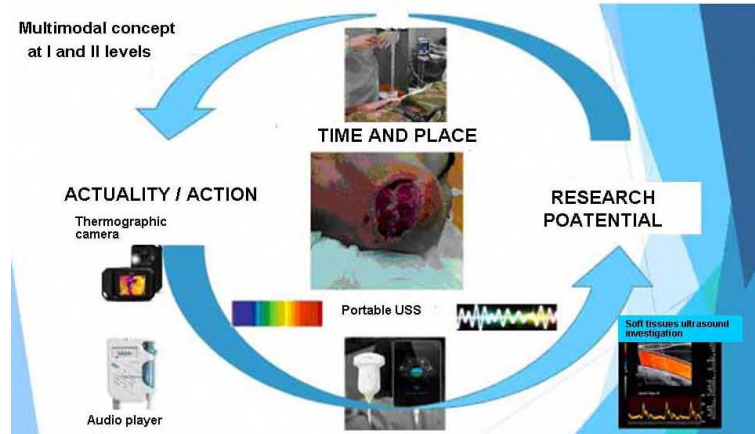 Multimodal concept
at I and II levels
TIME AND PLACE
ACTUALITY / ACTION
RESEARCH
POATENTIAL
Thermographic
camera
Portable USS
Soft tissues ultrasound
investigation
Audio player